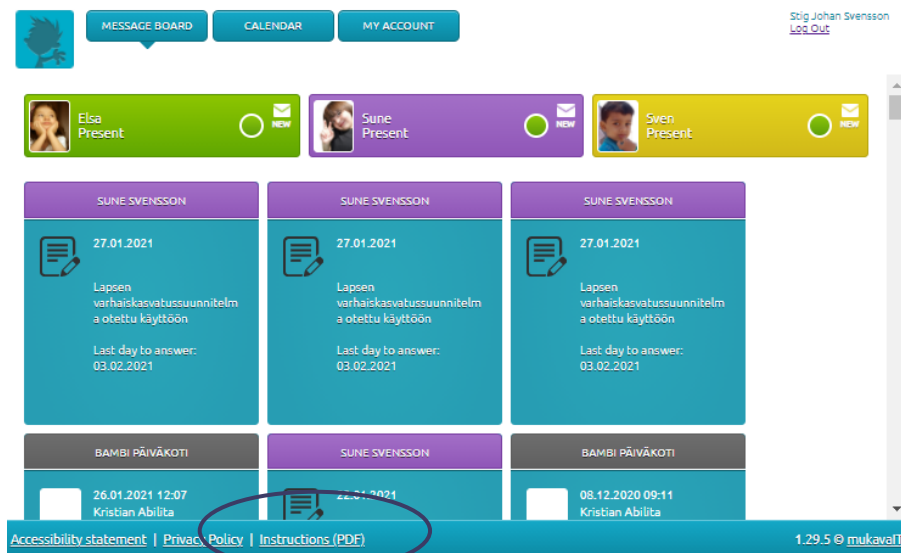 MESSAGE BOARD
CALENDAR
MY ACCOUNT
Stig Johan Svensson
Log Out
Elsa
Present
NEW
Sune
Present
NEW
Sven
Present
NEW
SUNE SVENSSON
27.01.2021
Lapsen
varhaiskasvatussuunnitelm
a otettu käyttöön
Last day to answer:
03.02.2021
SUNE SVENSSON
27.01.2021
Lapsen
varhaiskasvatussuunnitelm
a otettu käyttöön
Last day to answer:
03.02.2021
SUNE SVENSSON
27.01.2021
Lapsen
varhaiskasvatussuunnitelm
a otettu käyttöön
Last day to answer:
03.02.2021
BAMBI PÄIVÄKOTI
26.01.2021 12:07
Kristian Abilita
SUNE SVENSSON
22.01.2021
BAMBI PÄIVÄKOTI
08.12.2020 09:11
Kristian Abilita
Accessibility statement | Privacy Policy | Instructions (PDF)
1.29.5 © mukavaIT